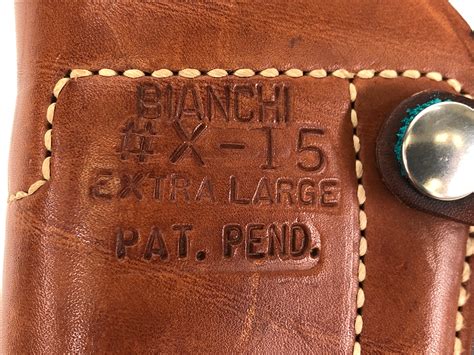 BIANCHI
#X-15
EXTRA LARGE
PAT. PEND.